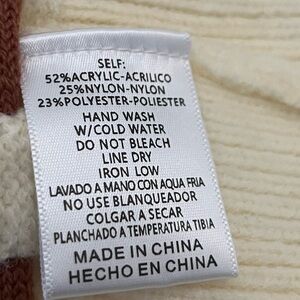 SELF:
52%ACRYLIC-ACRILICO
25%NYLON-NYLON
23%POLYESTER-POLIESTER
HAND WASH
W/COLD WATER
DO NOT BLEACH
LINE DRY
IRON LOW
LAVADO A MANO CON AQUA FRIA
NO USE BLANQUEADOR
COLGAR A SECAR
PLANCHADO A TEMPERATURA TIBIA
MADE IN CHINA
HECHO EN CHINA